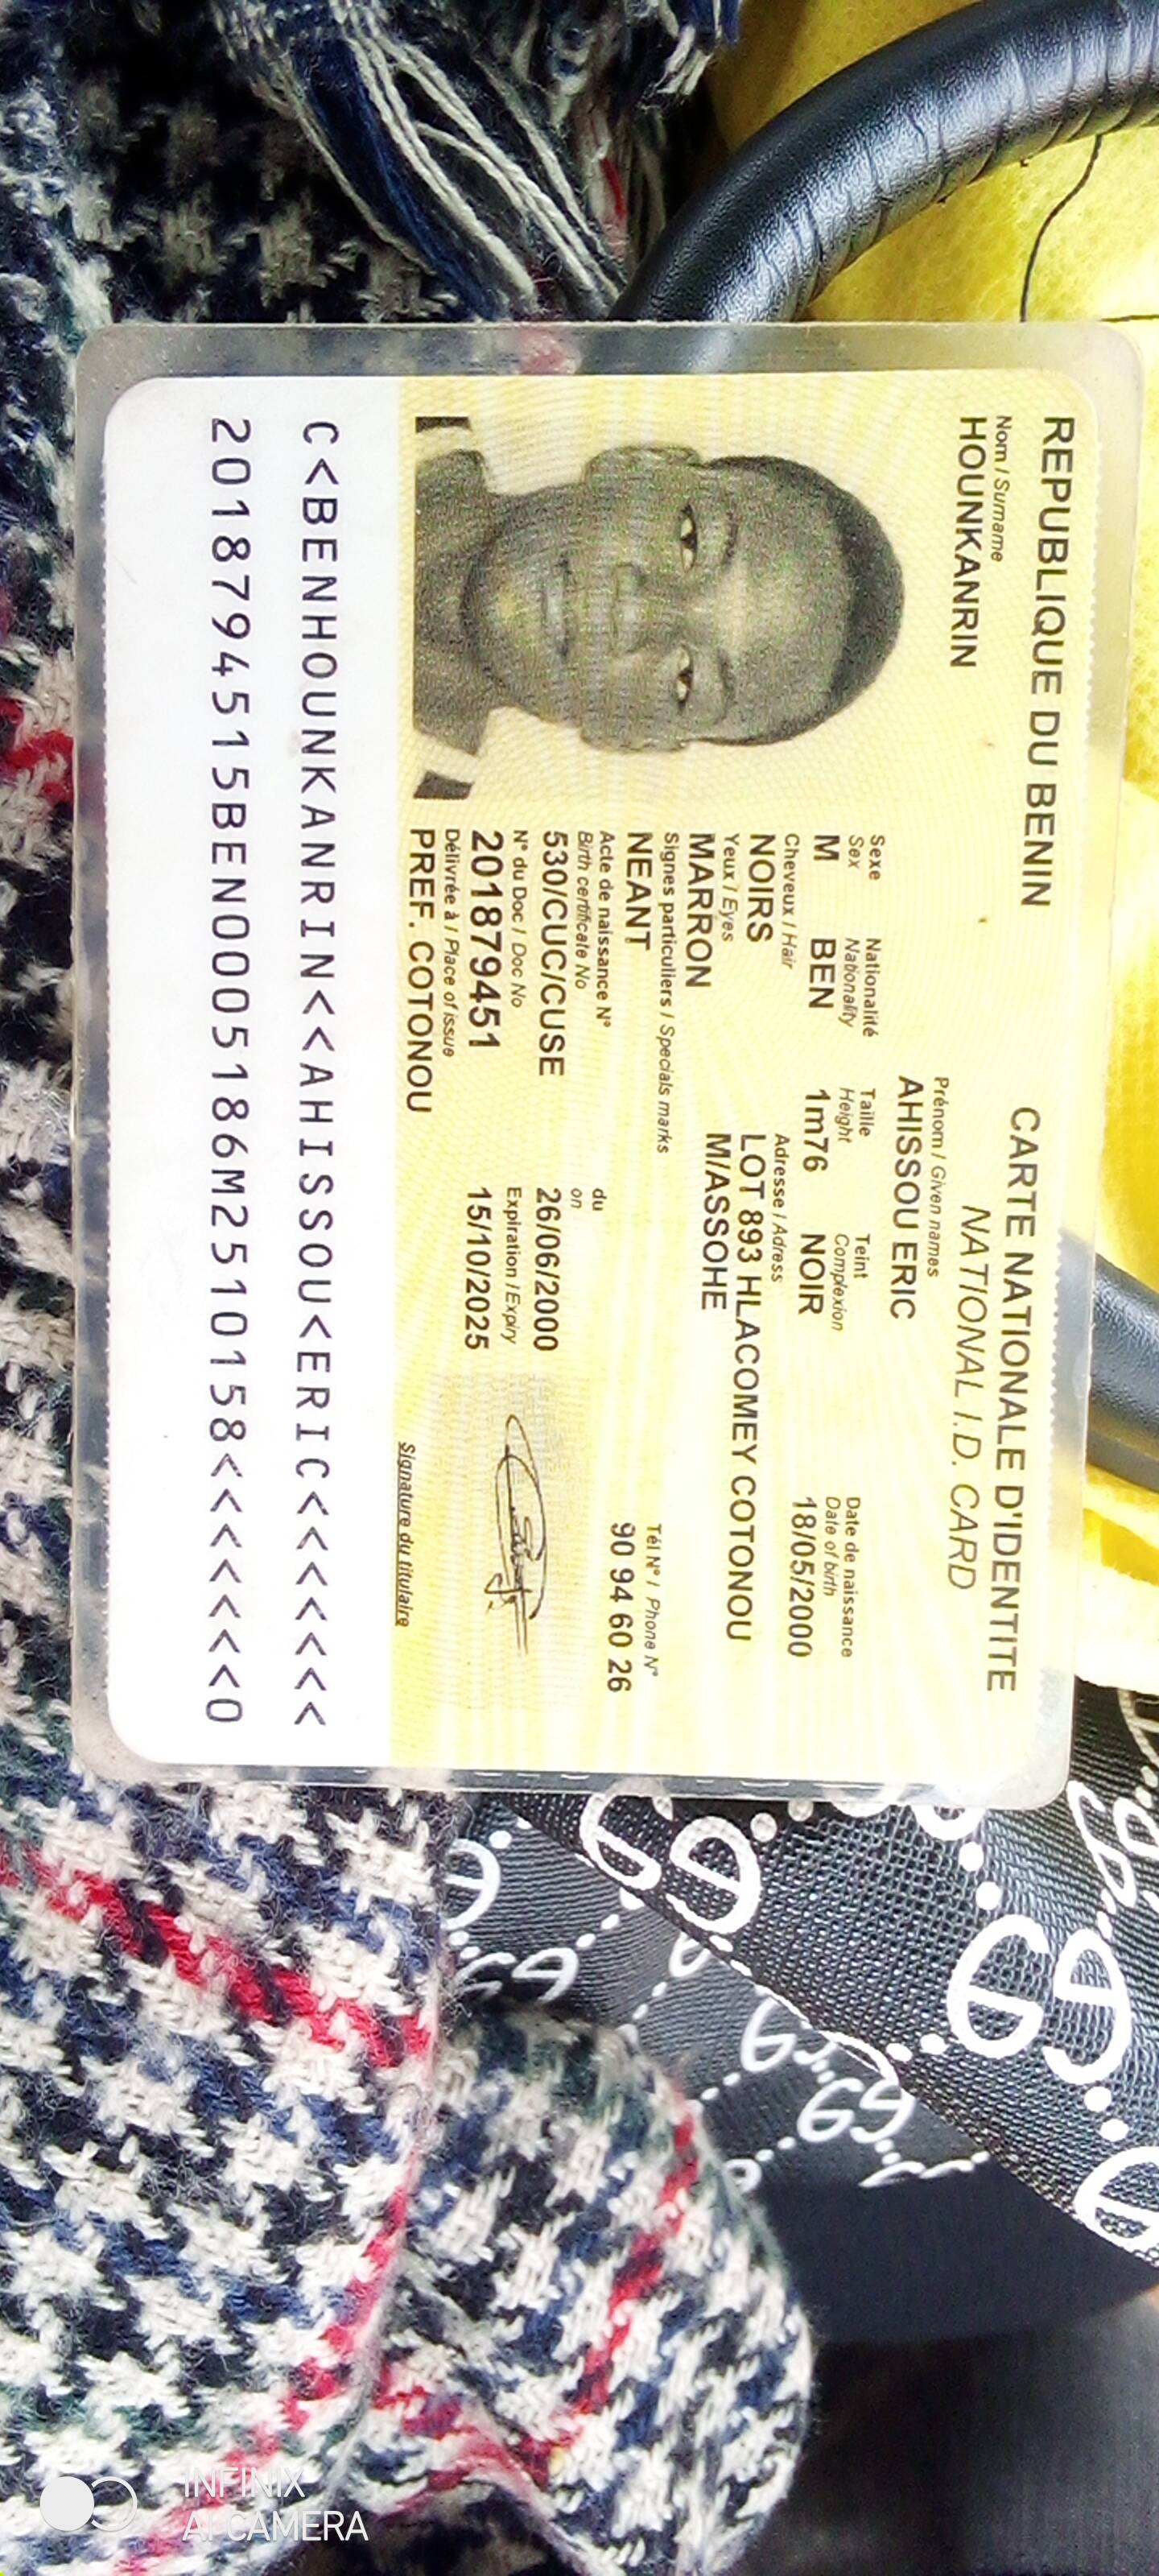 REPUBLIQUE DU BENIN
CARTE NATIONALE D'IDENTITE
NATIONAL I.D. CARD
Nom / Surname
HOUNKANRIN
Prénom / Given names
AHISSOU ERIC
Sexe
Sex
M
Nationalité
Nationality
BEN
Taille
Height
1m76
Teint
Complexion
NOIR
Date de naissance
Date of birth
18/05/2000
Cheveux / Hair
NOIRS
Adresse / Adress
LOT 893 HLACOMEY COTONOU
M/ASSOHE
Yeux / Eyes
MARRON
Signes particuliers / Specials marks
NEANT
Tél N° / Phone N°
90 94 60 26
Acte de naissance N°
Birth certificate No
530/CUC/CUSE
du
on
26/06/2000
N° du Doc / Doc No
201879451
Expiration / Expiry
15/10/2025
Délivrée à / Place of issue
PREF. COTONOU
Signature du titulaire
C<BENHOUNKANRIN<<AHISSOU<ERIC<<<<<<<
2018794515BEN0005186M2510158<<<<<<<0
INFINIX
AI CAMERA